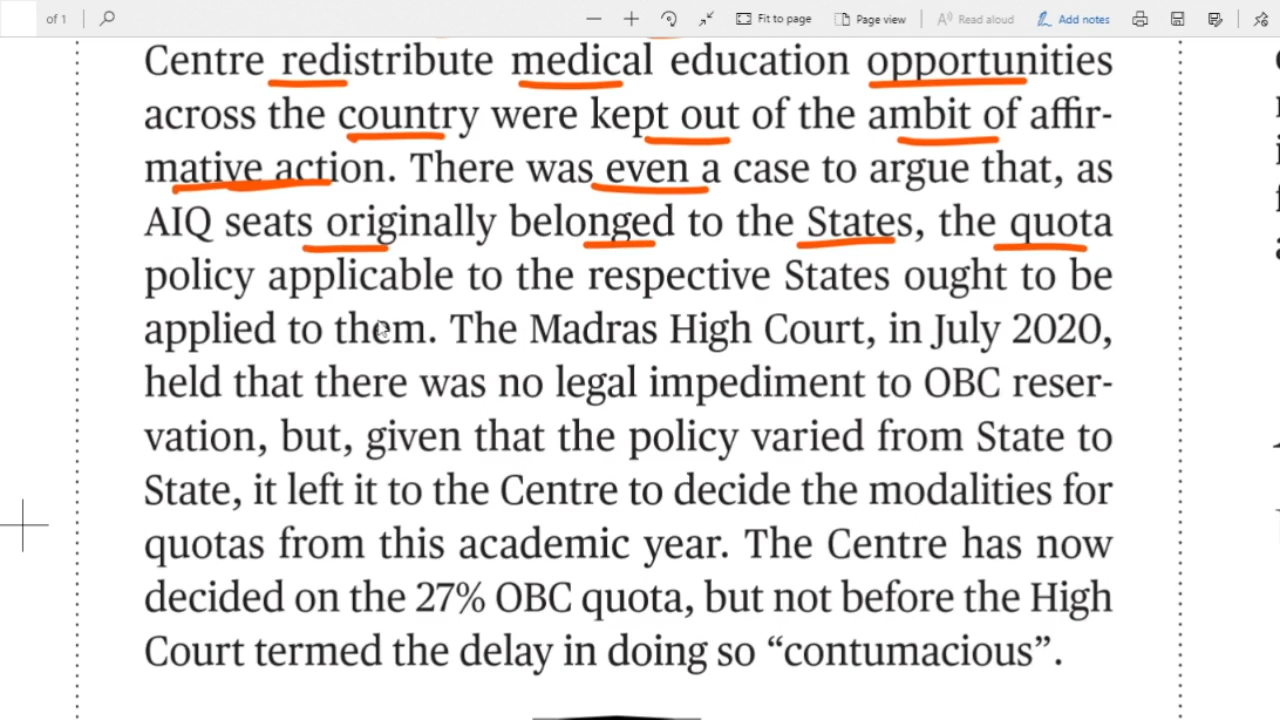 of 1
Fit to page
Page view
Read aloud
Add notes
Centre redistribute medical education opportunities
across the country were kept out of the ambit of affir-
mative action. There was even a case to argue that, as
AIQ seats originally belonged to the States, the quota
policy applicable to the respective States ought to be
applied to them. The Madras High Court, in July 2020,
held that there was no legal impediment to OBC reser-
vation, but, given that the policy varied from State to
State, it left it to the Centre to decide the modalities for
quotas from this academic year. The Centre has now
decided on the 27% OBC quota, but not before the High
Court termed the delay in doing so “contumacious”.